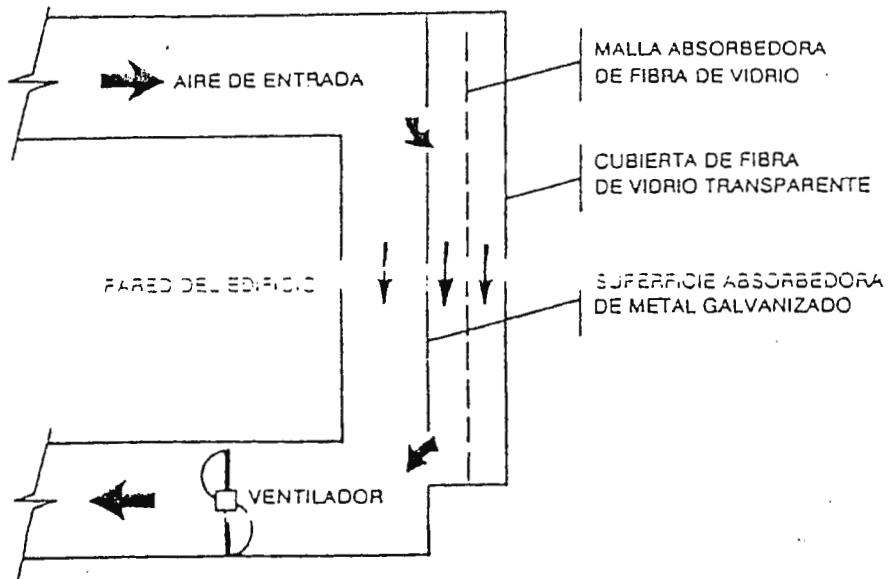 AIRE DE ENTRADA
MALLA ABSORBEDORA
DE FIBRA DE VIDRIO
CUBIERTA DE FIBRA
DE VIDRIO TRANSPARENTE
PARED DEL EDIFICIO
SUPERFICIE ABSORBEDORA
DE METAL GALVANIZADO
VENTILADOR